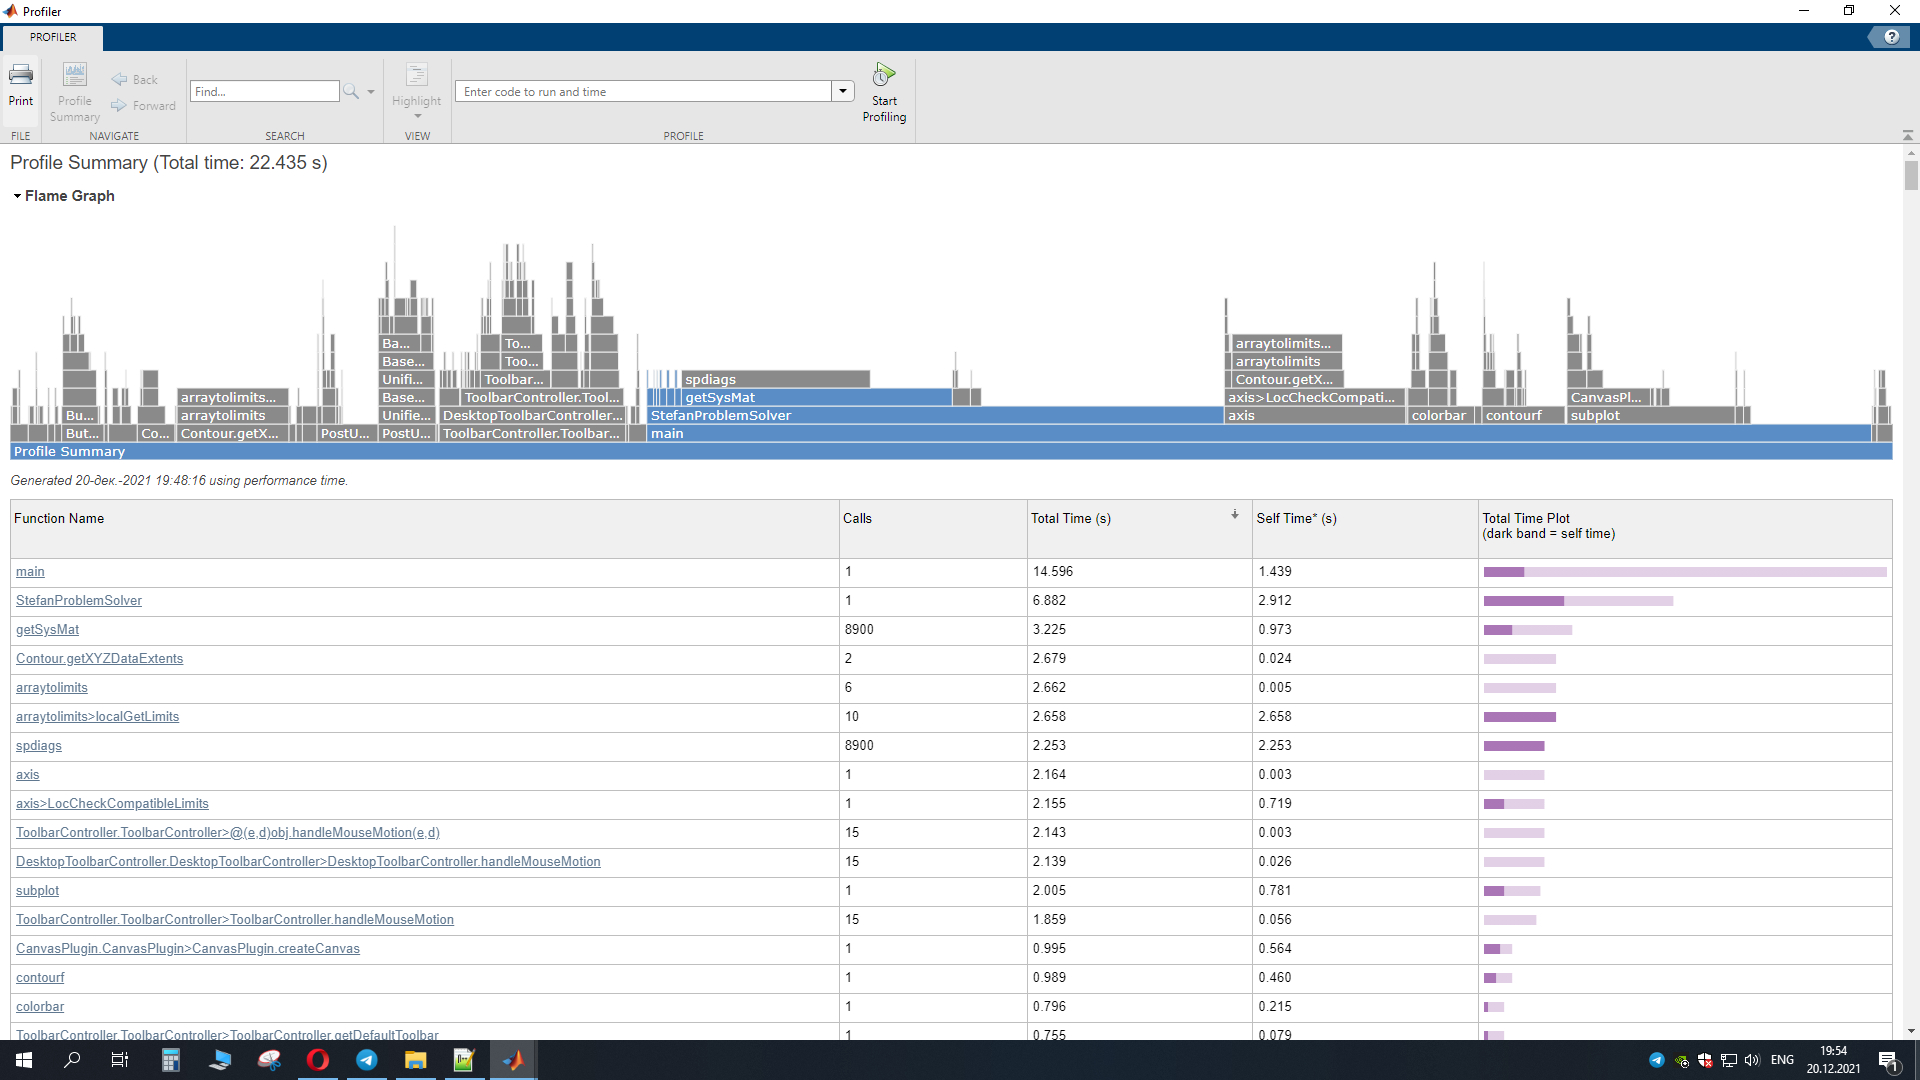 Profiler
PROFILER
?
Print
Profile Summary
Back
Forward
Find...
Highlight
Enter code to run and time
Start Profiling
FILE
NAVIGATE
SEARCH
VIEW
PROFILE
Profile Summary (Total time: 22.435 s)
Flame Graph
Ba... To... arraytolimits...
Base... Too... arraytolimits
Unifi... Toolbar... spdiags Contour.getX...
arraytolimits... Base... ToolbarController.Tool... getSysMat axis>LocCheckCompati... CanvasPl...
Bu... arraytolimits Unifie... DesktopToolbarController... StefanProblemSolver axis colorbar contourf subplot
But... Co... Contour.getX... PostU... PostU... ToolbarController.Toolbar... main
Profile Summary
Generated 20-дек.-2021 19:48:16 using performance time.
Function Name Calls Total Time (s) Self Time* (s) Total Time Plot
(dark band = self time)
main 1 14.596 1.439
StefanProblemSolver 1 6.882 2.912
getSysMat 8900 3.225 0.973
Contour.getXYZDataExtents 2 2.679 0.024
arraytolimits 6 2.662 0.005
arraytolimits>localGetLimits 10 2.658 2.658
spdiags 8900 2.253 2.253
axis 1 2.164 0.003
axis>LocCheckCompatibleLimits 1 2.155 0.719
ToolbarController.ToolbarController>@(e,d)obj.handleMouseMotion(e,d) 15 2.143 0.003
DesktopToolbarController.DesktopToolbarController>DesktopToolbarController.handleMouseMotion 15 2.139 0.026
subplot 1 2.005 0.781
ToolbarController.ToolbarController>ToolbarController.handleMouseMotion 15 1.859 0.056
CanvasPlugin.CanvasPlugin>CanvasPlugin.createCanvas 1 0.995 0.564
contourf 1 0.989 0.460
colorbar 1 0.796 0.215
ToolbarController.ToolbarController>ToolbarController.getDefaultToolbar 1 0.755 0.079
ENG
19:54
20.12.2021
1